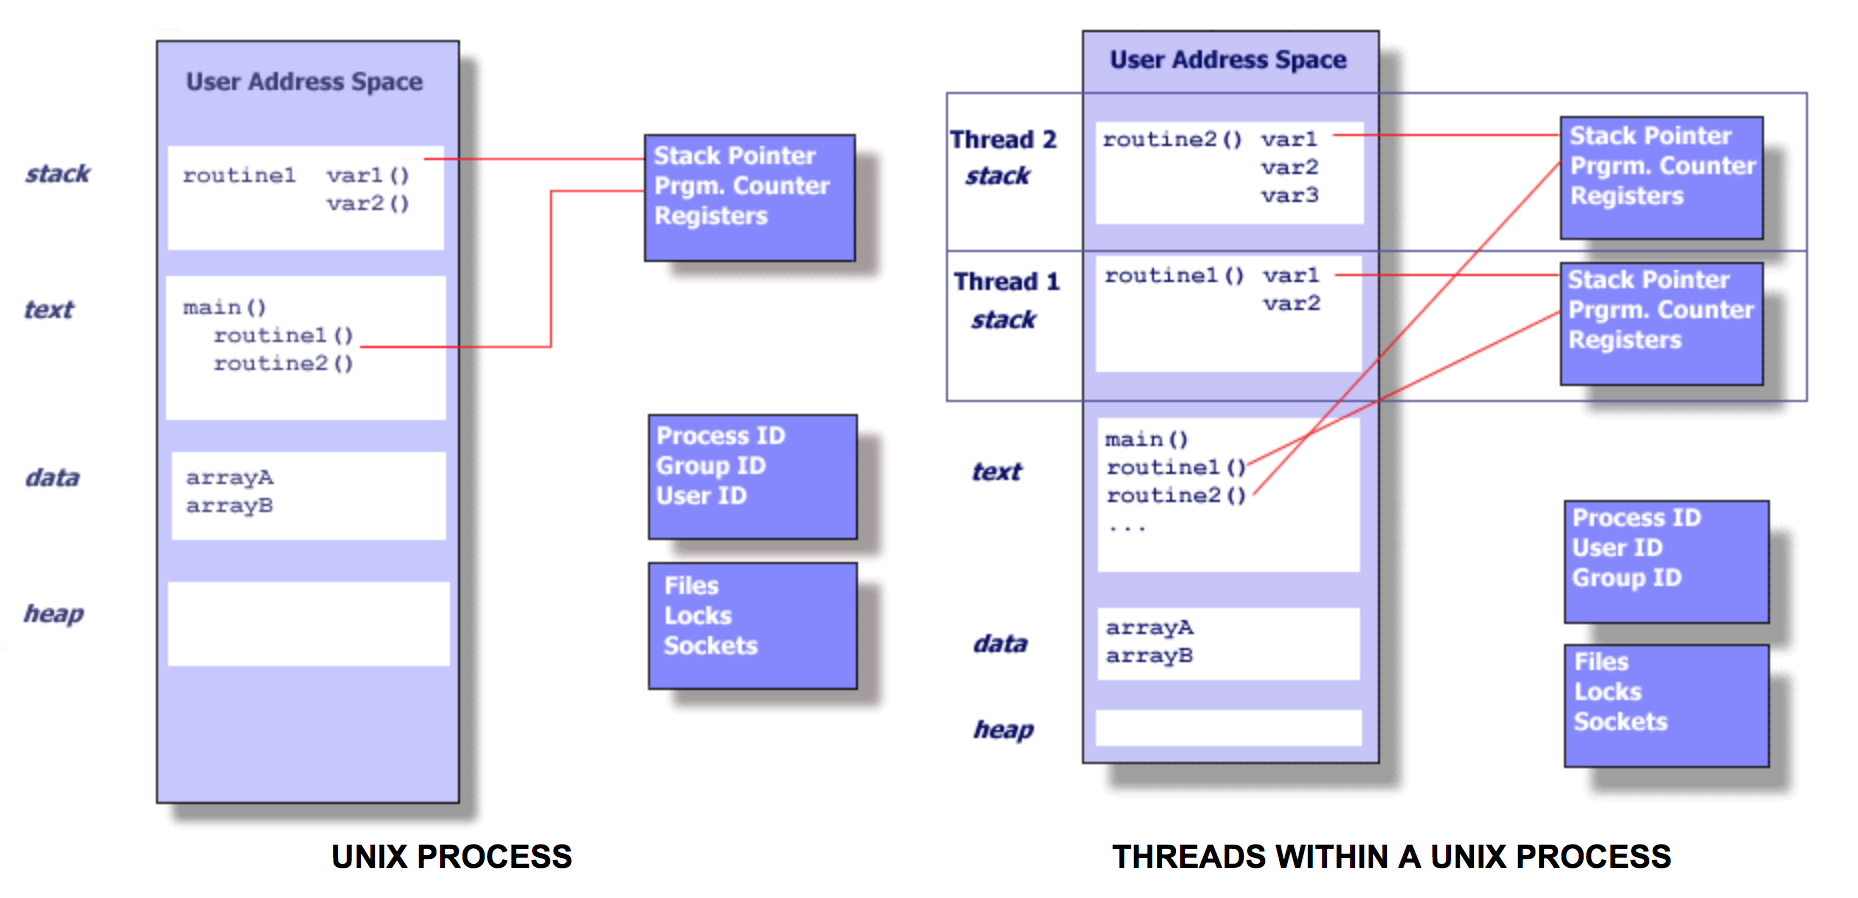 User Address Space
stack
routine1 var1()
var2()
Stack Pointer
Prgm. Counter
Registers
text
main()
routine1()
routine2()
Process ID
Group ID
User ID
data
arrayA
arrayB
Files
Locks
Sockets
heap
UNIX PROCESS
User Address Space
Thread 2
stack
routine2() var1
var2
var3
Stack Pointer
Prgrm. Counter
Registers
Thread 1
stack
routine1() var1
var2
Stack Pointer
Prgrm. Counter
Registers
text
main()
routine1()
routine2()
...
Process ID
User ID
Group ID
data
arrayA
arrayB
Files
Locks
Sockets
heap
THREADS WITHIN A UNIX PROCESS